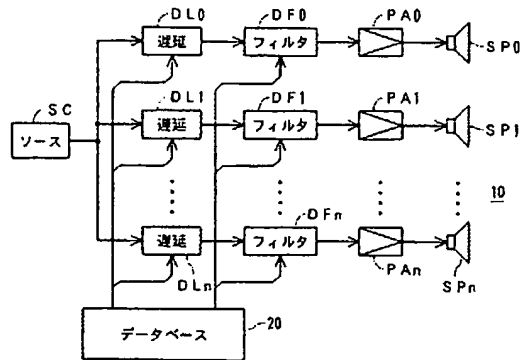 DL0 DF0 PA0
遅延 フィルタ
SP0
SC
DL1 DF1 PA1
ソース 遅延 フィルタ
SP1
DFn
10
遅延 フィルタ
DLn PAn SPn
データベース 20